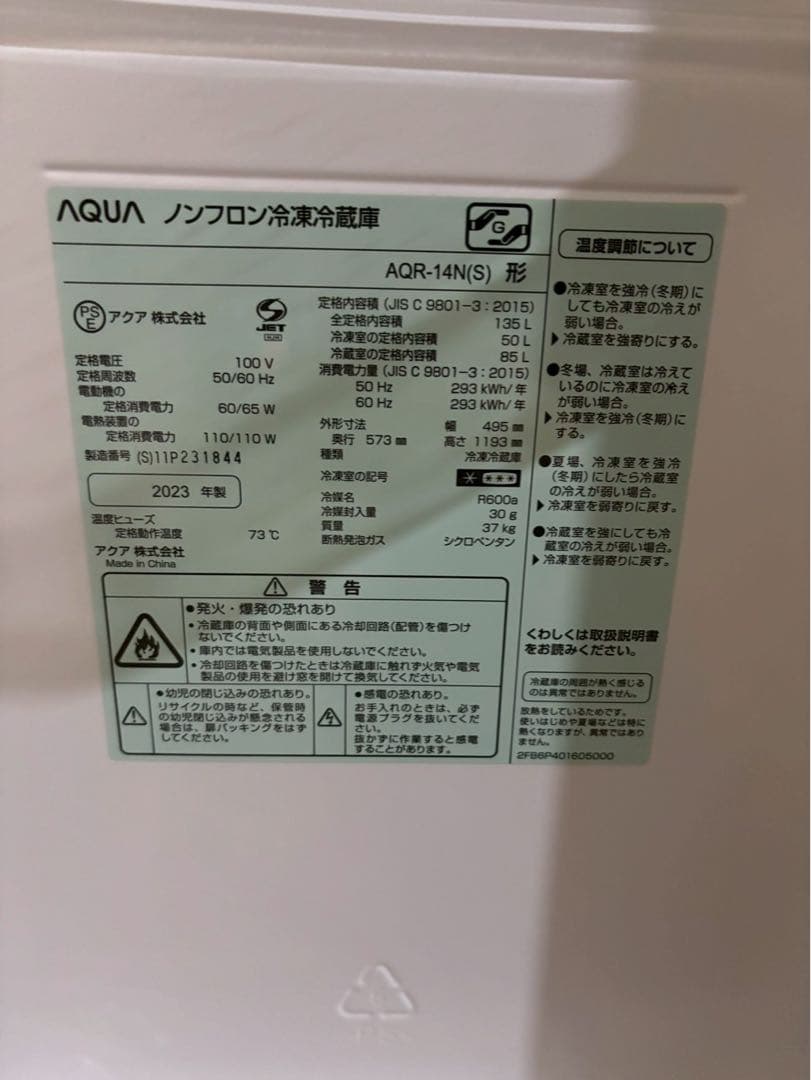 AQUA ノンフロン冷凍冷蔵庫
G
AQR-14N(S) 形
PS E アクア 株式会社
JET
定格電圧 100 V
定格周波数 50/60 Hz
電動機の
定格消費電力 60/65 W
電熱装置の
定格消費電力 110/110 W
製造番号 (S)11P231844
2023 年製
温度ヒューズ
定格動作温度 73 ℃
アクア 株式会社
Made in China
定格内容積 (JIS C 9801-3 : 2015)
全定格内容積 135 L
冷凍室の定格内容積 50 L
冷蔵室の定格内容積 85 L
消費電力量 (JIS C 9801-3 : 2015)
50 Hz 293 kWh/年
60 Hz 293 kWh/年
外形寸法 幅 495 ㎜
奥行 573 ㎜ 高さ 1193 ㎜
種類 冷凍冷蔵庫
冷凍室の記号
冷媒名 R600a
冷媒封入量 30 g
質量 37 kg
断熱発泡ガス シクロペンタン
警 告
●発火・爆発の恐れあり
・冷蔵庫の背面や側面にある冷却回路(配管)を傷つけ
ないでください。
・庫内では電気製品を使用しないでください。
・冷却回路を傷つけたときは冷蔵庫に触れず火気や電気
製品の使用を避け窓を開けて換気してください。
●幼児の閉じ込みの恐れあり。
リサイクルの時など、保管時
の幼児閉じ込みが懸念される
場合は、扉パッキングをはず
してください。
●感電の恐れあり。
お手入れのときは、必ず
電源プラグを抜いてくだ
さい。
抜かずに作業すると感電
することがあります。
温度調節について
●冷凍室を強冷(冬期)に
しても冷凍室の冷えが
弱い場合。
▶冷蔵室を強寄りにする。
●冬場、冷蔵室は冷えて
いるのに冷凍室の冷え
が弱い場合。
▶冷凍室を強冷(冬期)に
する。
●夏場、冷凍室を強冷
(冬期)にしたら冷蔵室
の冷えが弱い場合。
▶冷凍室を弱寄りに戻す。
●冷蔵室を強にしても冷
蔵室の冷えが弱い場合。
▶冷凍室を弱寄りに戻す。
くわしくは取扱説明書
をお読みください。
冷蔵庫の周囲が熱く感じる
のは異常ではありません。
放熱をしているためです。
使いはじめや夏場などは特に
熱くなりますが、異常ではあり
ません。
2FB6P401605000